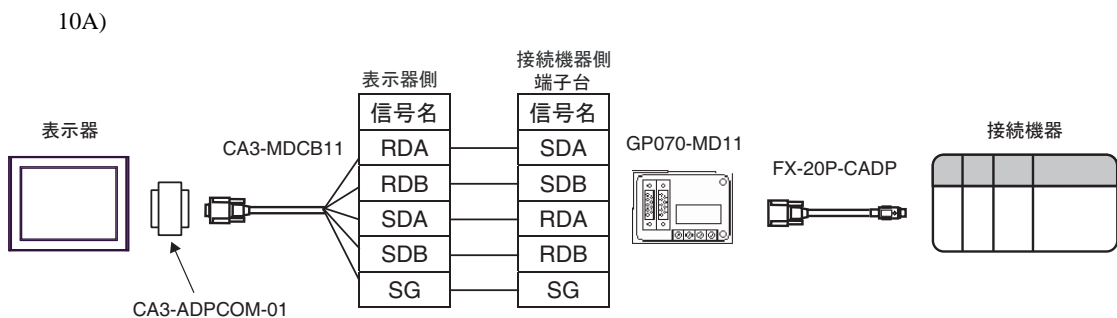 10A)
表示器
CA3-ADPCOM-01
CA3-MDCB11
表示器側
信号名
RDA
RDB
SDA
SDB
SG
接続機器側
端子台
信号名
SDA
SDB
RDA
RDB
SG
GP070-MD11
FX-20P-CADP
接続機器